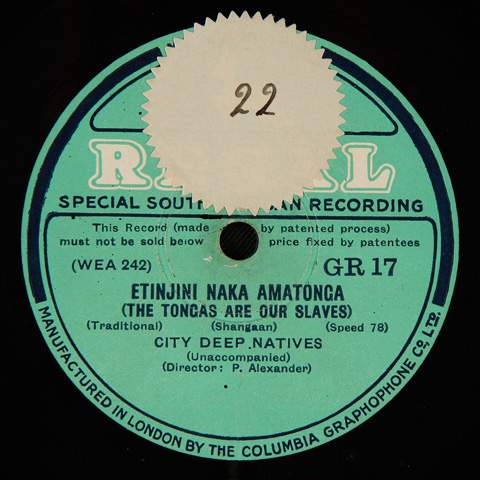 22
SPECIAL SOUTH AN RECORDING
This Record (made by patented process)
must not be sold below price fixed by patentees
(WEA 242) GR 17
ETINJINI NAKA AMATONGA
(THE TONGAS ARE OUR SLAVES)
(Traditional) (Shangaan) (Speed 78)
CITY DEEP NATIVES
(Unaccompanied)
(Director: P. Alexander)
MANUFACTURED IN LONDON BY THE COLUMBIA GRAPHOPHONE CO, LTD.